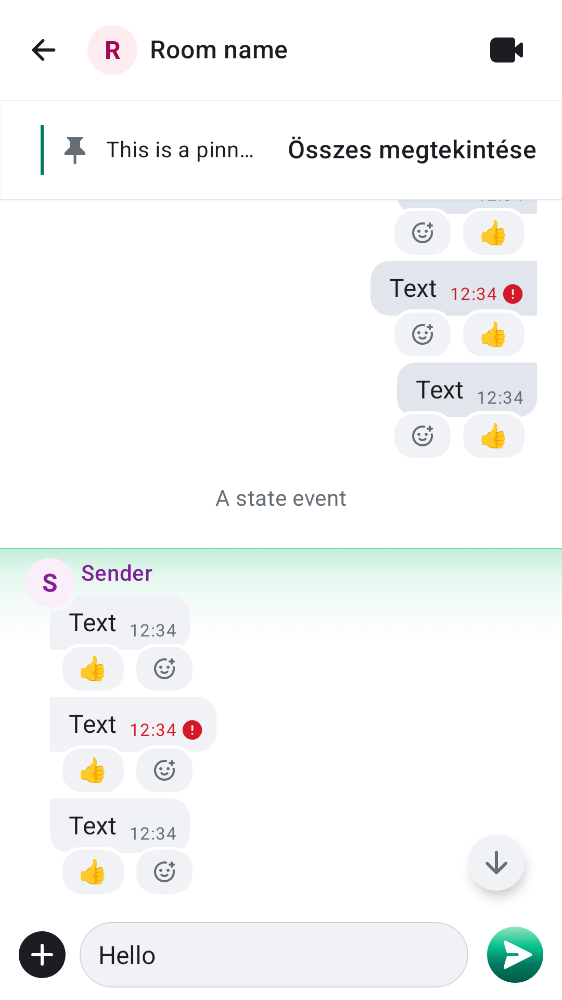 R Room name
This is a pinn... Összes megtekintése
Text 12:34
Text 12:34
A state event
S Sender
Text 12:34
Text 12:34
Text 12:34
Hello